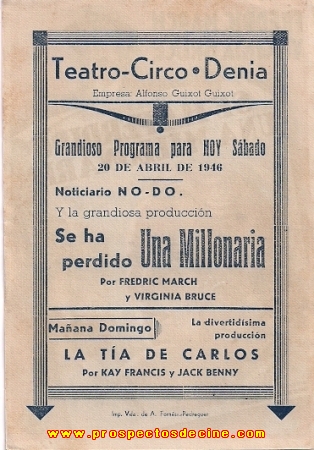 Teatro-Circo • Denia
Empresa: Alfonso Guixot Guixot
Grandioso Programa para HOY Sábado
20 DE ABRIL DE 1946
Noticiario NO-DO.
Y la grandiosa producción
Se ha perdido Una Millonaria
Por FREDRIC MARCH
y VIRGINIA BRUCE
Mañana Domingo
La divertidísima
producción
LA TÍA DE CARLOS
Por KAY FRANCIS y JACK BENNY
Imp. de A.
www.prospectosdecine.com